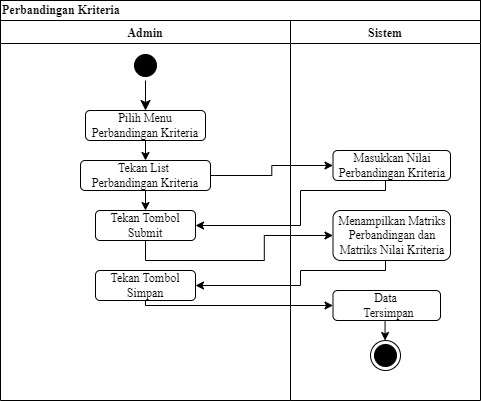 Perbandingan Kriteria
Admin
Sistem
Pilih Menu
Perbandingan Kriteria
Tekan List
Perbandingan Kriteria
Masukkan Nilai
Perbandingan Kriteria
Tekan Tombol
Submit
Menampilkan Matriks
Perbandingan dan
Matriks Nilai Kriteria
Tekan Tombol
Simpan
Data
Tersimpan